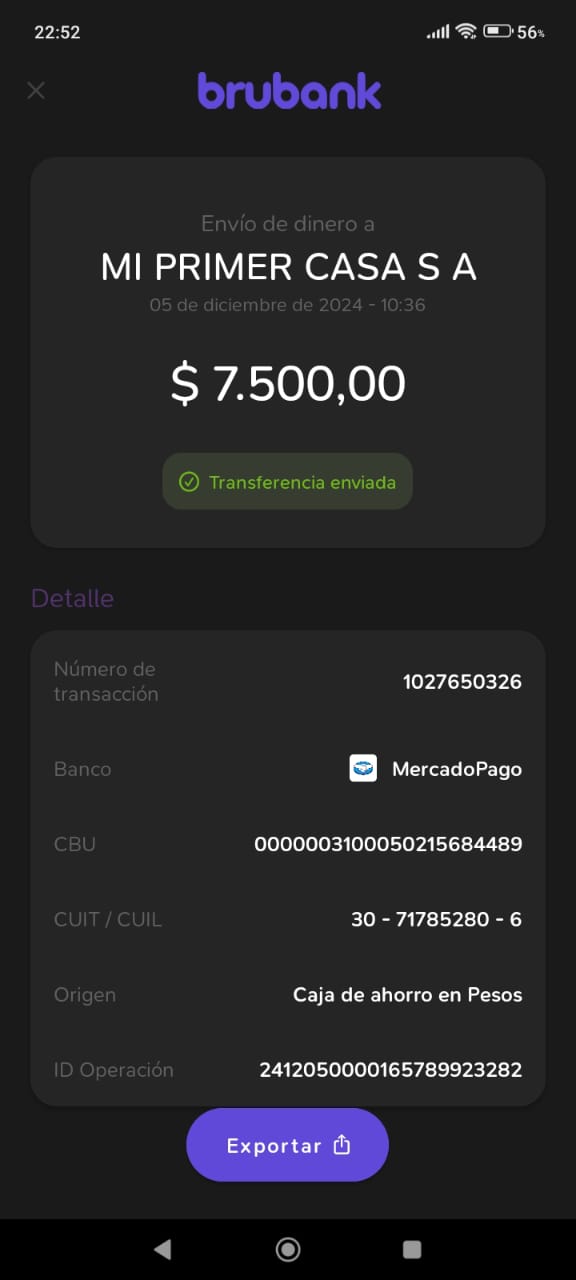 22:52
56%
brubank
Envío de dinero a
MI PRIMER CASA S A
05 de diciembre de 2024 - 10:36
$ 7.500,00
Transferencia enviada
Detalle
Número de
transacción
1027650326
Banco
MercadoPago
CBU
0000003100050215684489
CUIT / CUIL
30 - 71785280 - 6
Origen
Caja de ahorro en Pesos
ID Operación
2412050000165789923282
Exportar